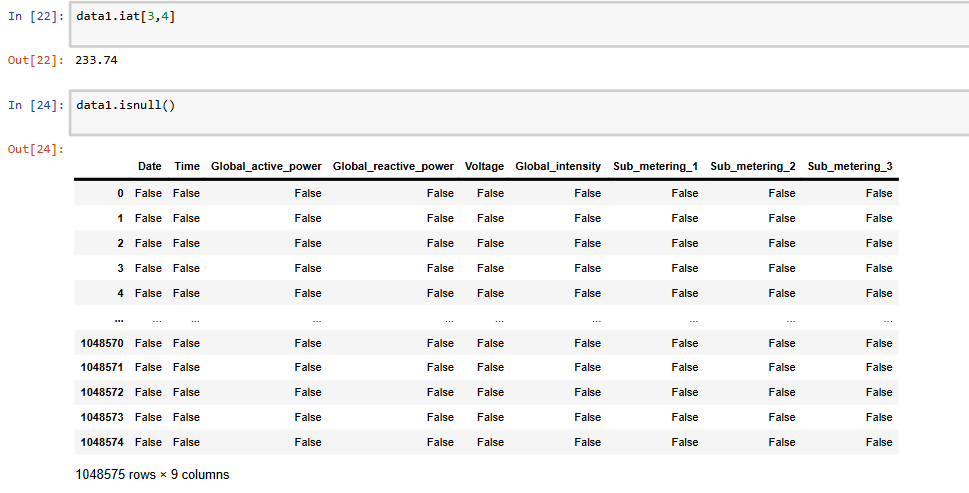 In [22]: data1.iat[3,4]
Out[22]: 233.74
In [24]: data1.isnull()
Out[24]:
Date Time Global_active_power Global_reactive_power Voltage Global_intensity Sub_metering_1 Sub_metering_2 Sub_metering_3
0 False False False False False False False False False
1 False False False False False False False False False
2 False False False False False False False False False
3 False False False False False False False False False
4 False False False False False False False False False
... ... ... ... ... ... ... ... ... ...
1048570 False False False False False False False False False
1048571 False False False False False False False False False
1048572 False False False False False False False False False
1048573 False False False False False False False False False
1048574 False False False False False False False False False
1048575 rows × 9 columns